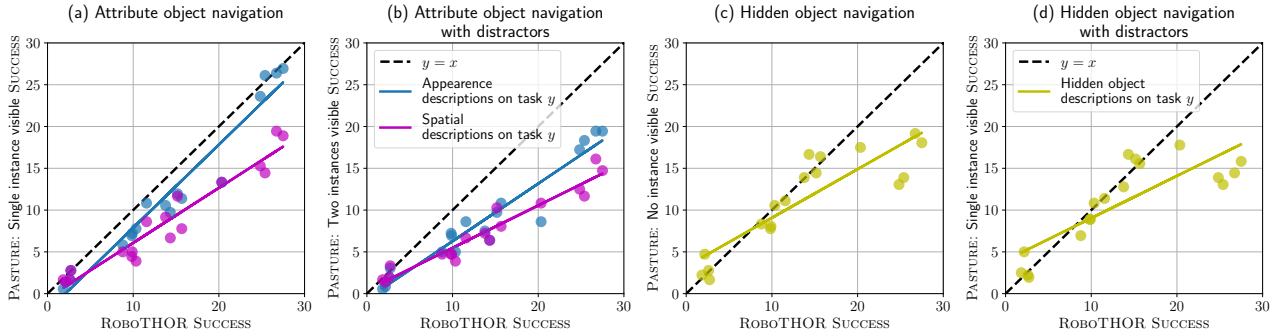 (a) Attribute object navigation
30
25
20
15
10
5
0
0
10
20
30
PASTURE: Single instance visible SUCCESS
ROBOTHOR SUCCESS
(b) Attribute object navigation
with distractors
30
25
20
15
10
5
0
0
10
20
30
PASTURE: Two instances visible SUCCESS
ROBOTHOR SUCCESS
y = x
Appearence
descriptions on task y
Spatial
descriptions on task y
(c) Hidden object navigation
30
25
20
15
10
5
0
0
10
20
30
PASTURE: No instance visible SUCCESS
ROBOTHOR SUCCESS
(d) Hidden object navigation
with distractors
30
25
20
15
10
5
0
0
10
20
30
PASTURE: Single instance visible SUCCESS
ROBOTHOR SUCCESS
y = x
Hidden object
descriptions on task y